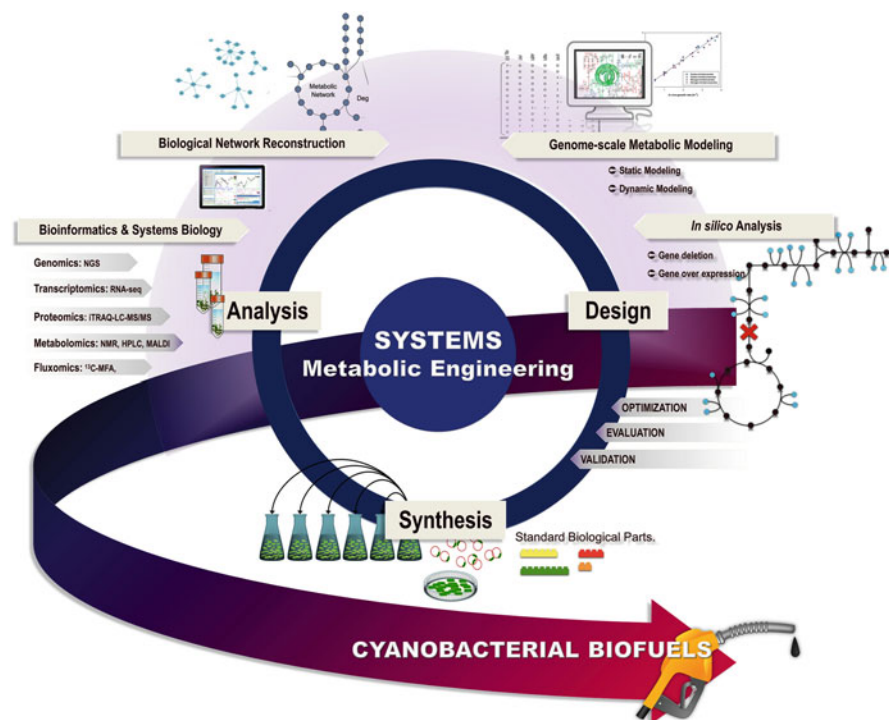 Metabolic
Network
Deg
Biological Network Reconstruction
Genome-scale Metabolic Modeling
Static Modeling
Dynamic Modeling
Bioinformatics & Systems Biology
In silico Analysis
Genomics: NGS
Gene deletion
Transcriptomics: RNA-seq
Gene over expression
Proteomics: iTRAQ-LC-MS/MS
Analysis
Design
Metabolomics: NMR, HPLC, MALDI
SYSTEMS
Metabolic Engineering
Fluxomics: ¹³C-MFA,
OPTIMIZATION
EVALUATION
VALIDATION
Synthesis
Standard Biological Parts.
CYANOBACTERIAL BIOFUELS